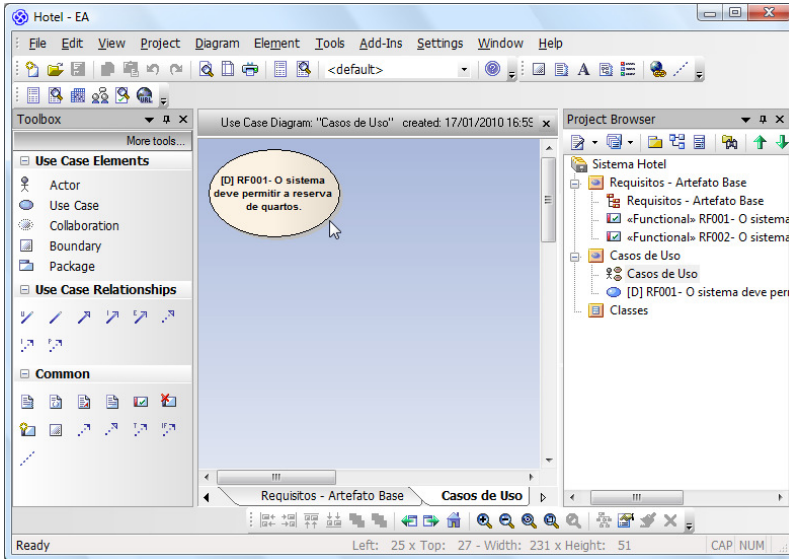 Hotel - EA
File Edit View Project Diagram Element Tools Add-Ins Settings Window Help
<default>
Toolbox
More tools...
Use Case Elements
Actor
Use Case
Collaboration
Boundary
Package
Use Case Relationships
Common
Use Case Diagram: "Casos de Uso" created: 17/01/2010 16:55
[D] RF001- O sistema
deve permitir a reserva
de quartos.
Requisitos - Artefato Base Casos de Uso
Project Browser
Sistema Hotel
Requisitos - Artefato Base
Requisitos - Artefato Base
«Functional» RF001- O sistema
«Functional» RF002- O sistema
Casos de Uso
Casos de Uso
[D] RF001- O sistema deve perr
Classes
Ready Left: 25 x Top: 27 - Width: 231 x Height: 51 CAP NUM